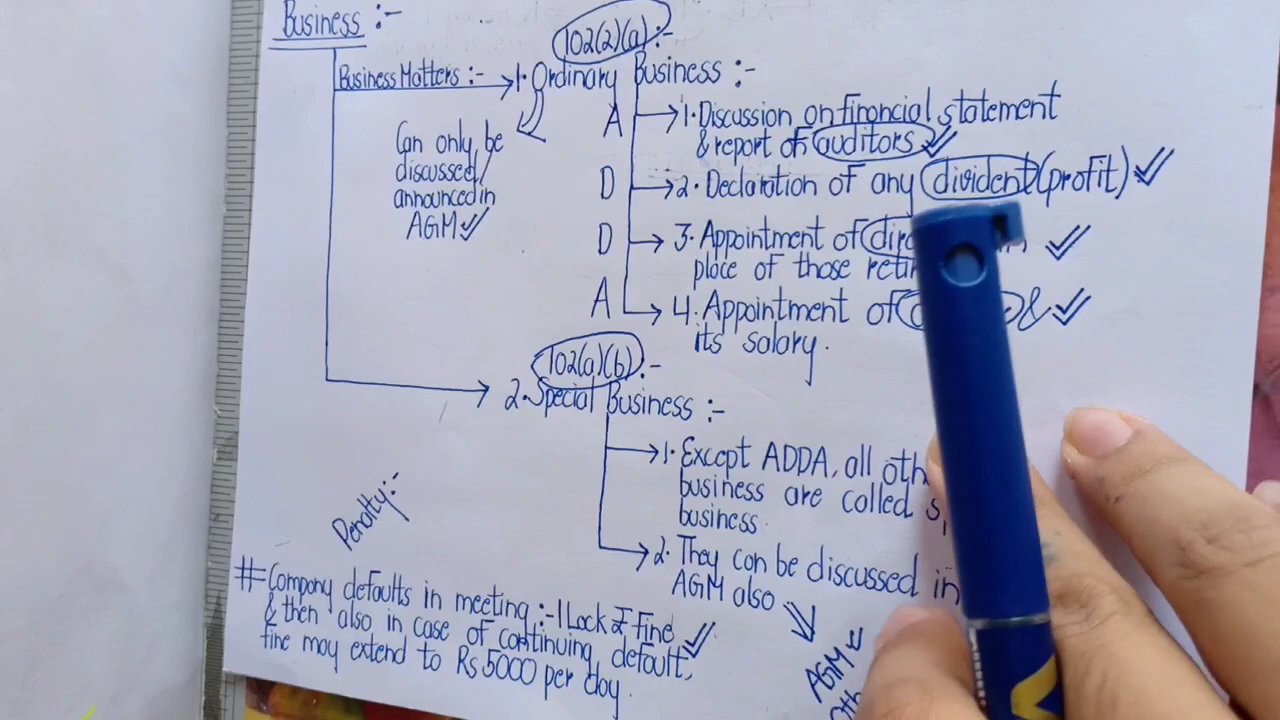 Business :-
102(2)(a) :-
Business Matters :- → 1. Ordinary Business :-
Can only be
discussed/
announced in
AGM
A
1. Discussion on financial statement
& report of auditors
D
2. Declaration of any divident (profit)
D
3. Appointment of
place of those
A
4. Appointment of &
its salary.
102(a)(b) :-
2. Special Business :-
1. Except ADDA, all
business are called
business.
2. They can be discussed in
AGM also
AGM
Penalty :-
# Company defaults in meeting :- 1 Lack ₹ fine
& then also in case of continuing default,
fine may extend to Rs 5000 per day.